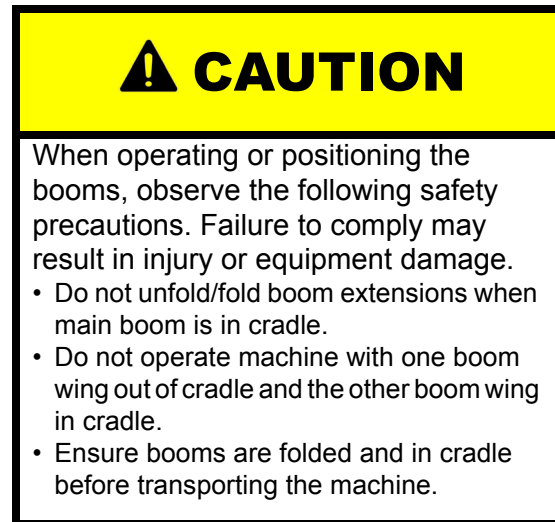 CAUTION
When operating or positioning the
booms, observe the following safety
precautions. Failure to comply may
result in injury or equipment damage.
• Do not unfold/fold boom extensions when
main boom is in cradle.
• Do not operate machine with one boom
wing out of cradle and the other boom wing
in cradle.
• Ensure booms are folded and in cradle
before transporting the machine.